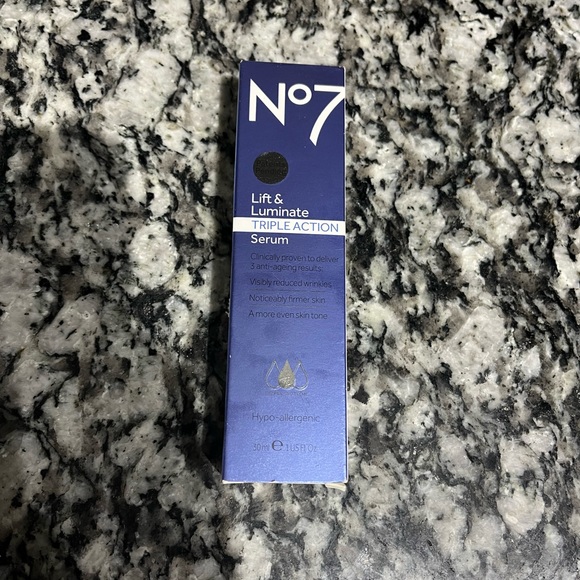 No7
Lift &
Luminate
TRIPLE ACTION
Serum
Clinically proven to deliver
3 anti-ageing results:
Visibly reduced wrinkles
Noticeably firmer skin
A more even skin tone
Hypo-allergenic
30ml e 1 US Fl Oz